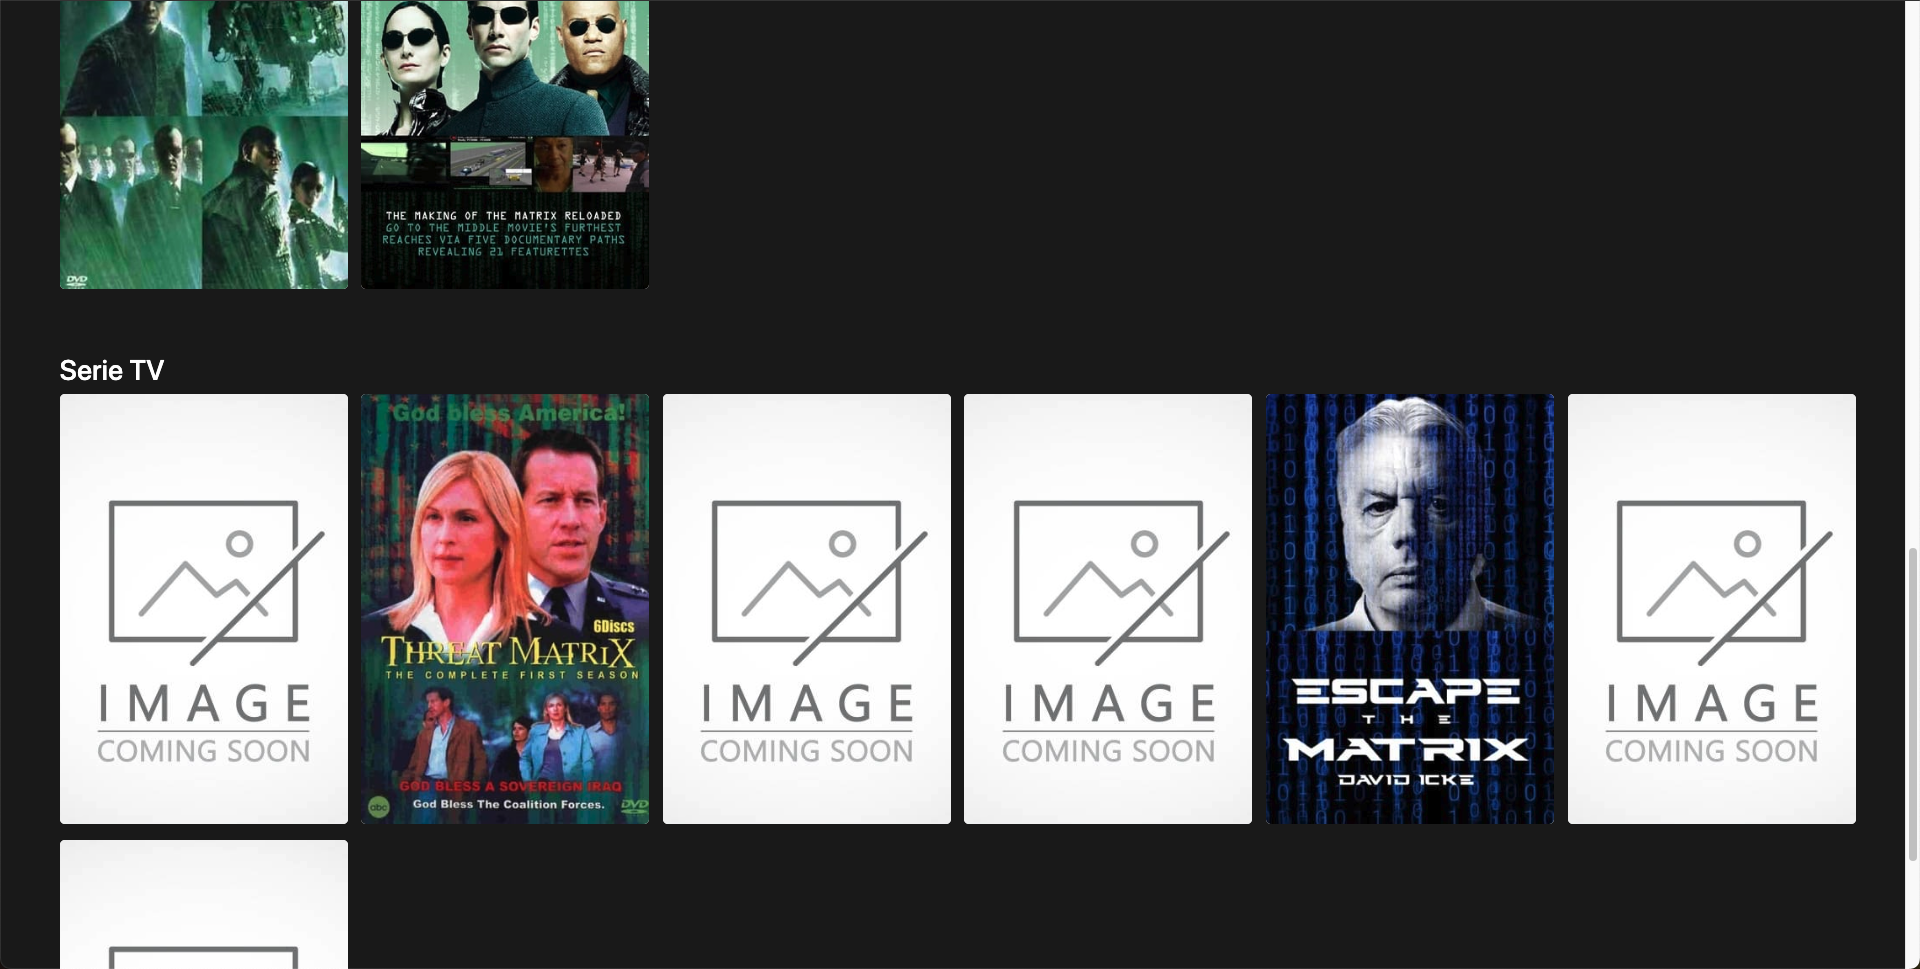 DVD
THE MAKING OF THE MATRIX RELOADED
GO TO THE MIDDLE MOVIE'S FURTHEST
REACHES VIA FIVE DOCUMENTARY PATHS
REVEALING 21 FEATURETTES
Serie TV
IMAGE
COMING SOON
God bless America!
6Discs
THREAT MATRIX
THE COMPLETE FIRST SEASON
GOD BLESS A SOVEREIGN IRAQ
God Bless The Coalition Forces.
abc
DVD
IMAGE
COMING SOON
IMAGE
COMING SOON
ESCAPE
THE
MATRIX
DAVID ICKE
IMAGE
COMING SOON